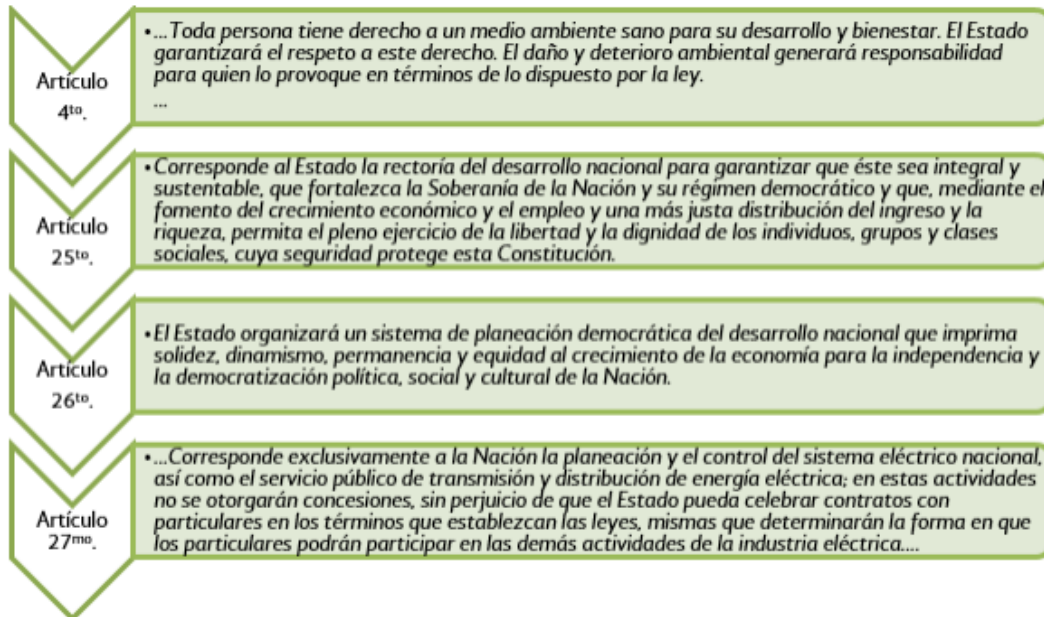 Artículo
4to.
•...Toda persona tiene derecho a un medio ambiente sano para su desarrollo y bienestar. El Estado
garantizará el respeto a este derecho. El daño y deterioro ambiental generará responsabilidad
para quien lo provoque en términos de lo dispuesto por la ley.
...
Artículo
25to.
•Corresponde al Estado la rectoría del desarrollo nacional para garantizar que éste sea integral y
sustentable, que fortalezca la Soberanía de la Nación y su régimen democrático y que, mediante el
fomento del crecimiento económico y el empleo y una más justa distribución del ingreso y la
riqueza, permita el pleno ejercicio de la libertad y la dignidad de los individuos, grupos y clases
sociales, cuya seguridad protege esta Constitución.
Artículo
26to.
•El Estado organizará un sistema de planeación democrática del desarrollo nacional que imprima
solidez, dinamismo, permanencia y equidad al crecimiento de la economía para la independencia y
la democratización política, social y cultural de la Nación.
Artículo
27mo.
•...Corresponde exclusivamente a la Nación la planeación y el control del sistema eléctrico nacional,
así como el servicio público de transmisión y distribución de energía eléctrica; en estas actividades
no se otorgarán concesiones, sin perjuicio de que el Estado pueda celebrar contratos con
particulares en los términos que establezcan las leyes, mismas que determinarán la forma en que
los particulares podrán participar en las demás actividades de la industria eléctrica....